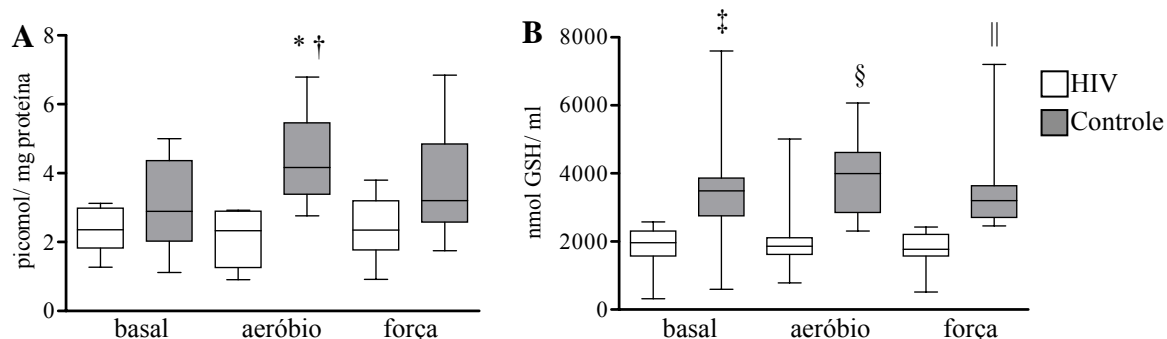 A
picomol/ mg proteína
8
6
4
2
0
* †
basal
aeróbio
força
B
nmol GSH/ ml
8000
6000
4000
2000
0
‡
§
||
basal
aeróbio
força
HIV
Controle